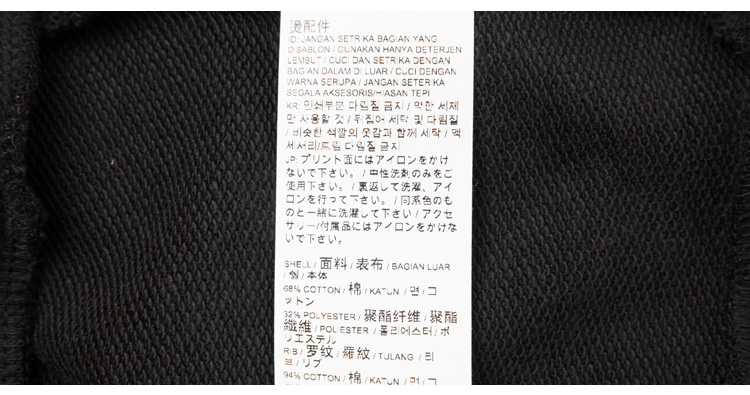 烫配件
ID: JANGAN SETRIKA BAGIAN YANG
DISABLON / GUNAKAN HANYA DETERJEN
LEMBUT / CUCI DAN SETRIKA DENGAN
BAGIAN DALAM DI LUAR / CUCI DENGAN
WARNA SERUPA / JANGAN SETERIKA
SEGALA AKSESORIS/HIASAN TEPI
KR: 인쇄부분 다림질 금지 / 약한 세제
만 사용할 것 / 뒤집어 세탁 및 다림질
/ 비슷한 색깔의 옷감과 함께 세탁 / 액
세서리/트림 다림질 금지
JP: プリント面にはアイロンをかけ
ないで下さい。 / 中性洗剤のみをご
使用下さい。 / 裏返して洗濯、アイ
ロンを行って下さい。 / 同系色のも
のと一緒に洗濯して下さい / アクセ
サリー/付属品にはアイロンをかけな
いで下さい。
SHELL / 面料 / 表布 / BAGIAN LUAR
/ 쉘 / 本体
68% COTTON / 棉 / KATUN / 면 / コ
ットン
32% POLYESTER / 聚酯纤维 / 聚酯
纖維 / POLIESTER / 폴리에스터 / ポ
リエステル
RIB / 罗纹 / 羅紋 / TULANG / 리
브 / リブ
94% COTTON / 棉 / KATUN / 면 / コ